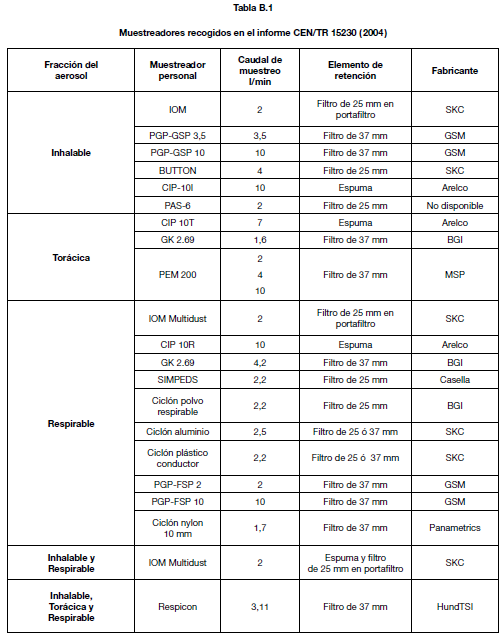 Tabla B.1
Muestreadores recogidos en el informe CEN/TR 15230 (2004)
Fracción del aerosol Muestreador personal Caudal de muestreo l/min Elemento de retención Fabricante
Inhalable
IOM 2 Filtro de 25 mm en portafiltro SKC
PGP-GSP 3,5 3,5 Filtro de 37 mm GSM
PGP-GSP 10 10 Filtro de 37 mm GSM
BUTTON 4 Filtro de 25 mm SKC
CIP-10I 10 Espuma Arelco
PAS-6 2 Filtro de 25 mm No disponible
Torácica
CIP 10T 7 Espuma Arelco
GK 2.69 1,6 Filtro de 37 mm BGI
PEM 200 2 4 10 Filtro de 37 mm MSP
Respirable
IOM Multidust 2 Filtro de 25 mm en portafiltro SKC
CIP 10R 10 Espuma Arelco
GK 2.69 4,2 Filtro de 37 mm BGI
SIMPEDS 2,2 Filtro de 25 mm Casella
Ciclón polvo respirable 2,2 Filtro de 25 mm BGI
Ciclón aluminio 2,5 Filtro de 25 ó 37 mm SKC
Ciclón plástico conductor 2,2 Filtro de 25 ó 37 mm SKC
PGP-FSP 2 2 Filtro de 37 mm GSM
PGP-FSP 10 10 Filtro de 37 mm GSM
Ciclón nylon 10 mm 1,7 Filtro de 37 mm Panametrics
Inhalable y Respirable IOM Multidust 2 Espuma y filtro de 25 mm en portafiltro SKC
Inhalable, Torácica y Respirable Respicon 3,11 Filtro de 37 mm HundTSI